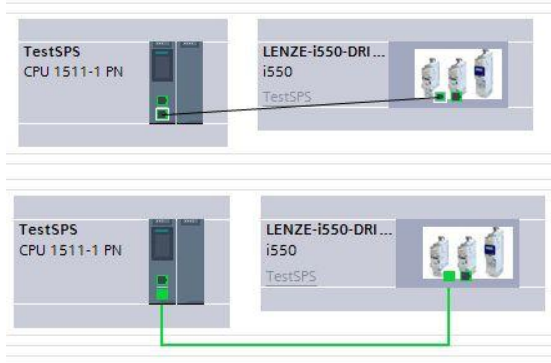 TestSPS
CPU 1511-1 PN
LENZE-i550-DRI...
i550
TestSPS
TestSPS
CPU 1511-1 PN
LENZE-i550-DRI...
i550
TestSPS